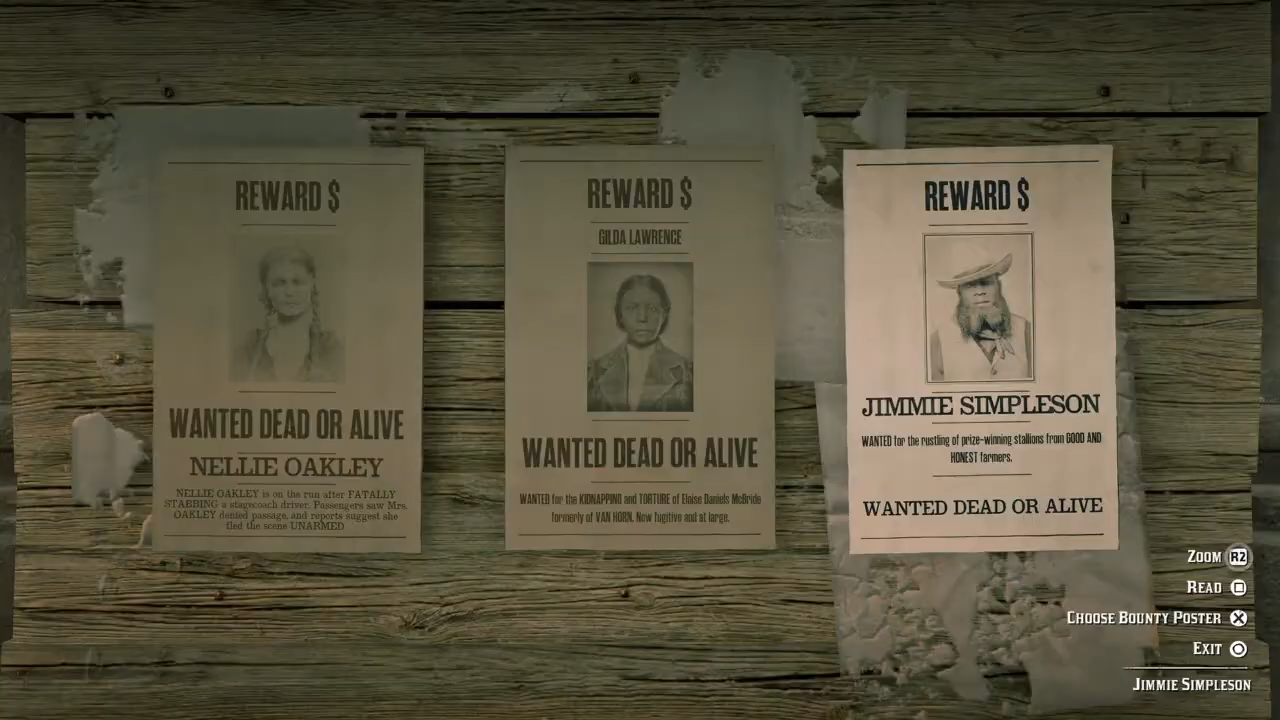 REWARD $
WANTED DEAD OR ALIVE
NELLIE OAKLEY
NELLIE OAKLEY is on the run after FATALLY
STABBING a stagecoach driver. Passengers saw Mrs.
OAKLEY denied passage, and reports suggest she
fled the scene UNARMED
REWARD $
GILDA LAWRENCE
WANTED DEAD OR ALIVE
WANTED for the KIDNAPPING and TORTURE of Eloise Daniels McBride
formerly of VAN HORN. Now fugitive and at large.
REWARD $
JIMMIE SIMPLESON
WANTED for the rustling of prize-winning stallions from GOOD AND
HONEST farmers.
WANTED DEAD OR ALIVE
ZOOM R2
READ
CHOOSE BOUNTY POSTER
EXIT
JIMMIE SIMPLESON